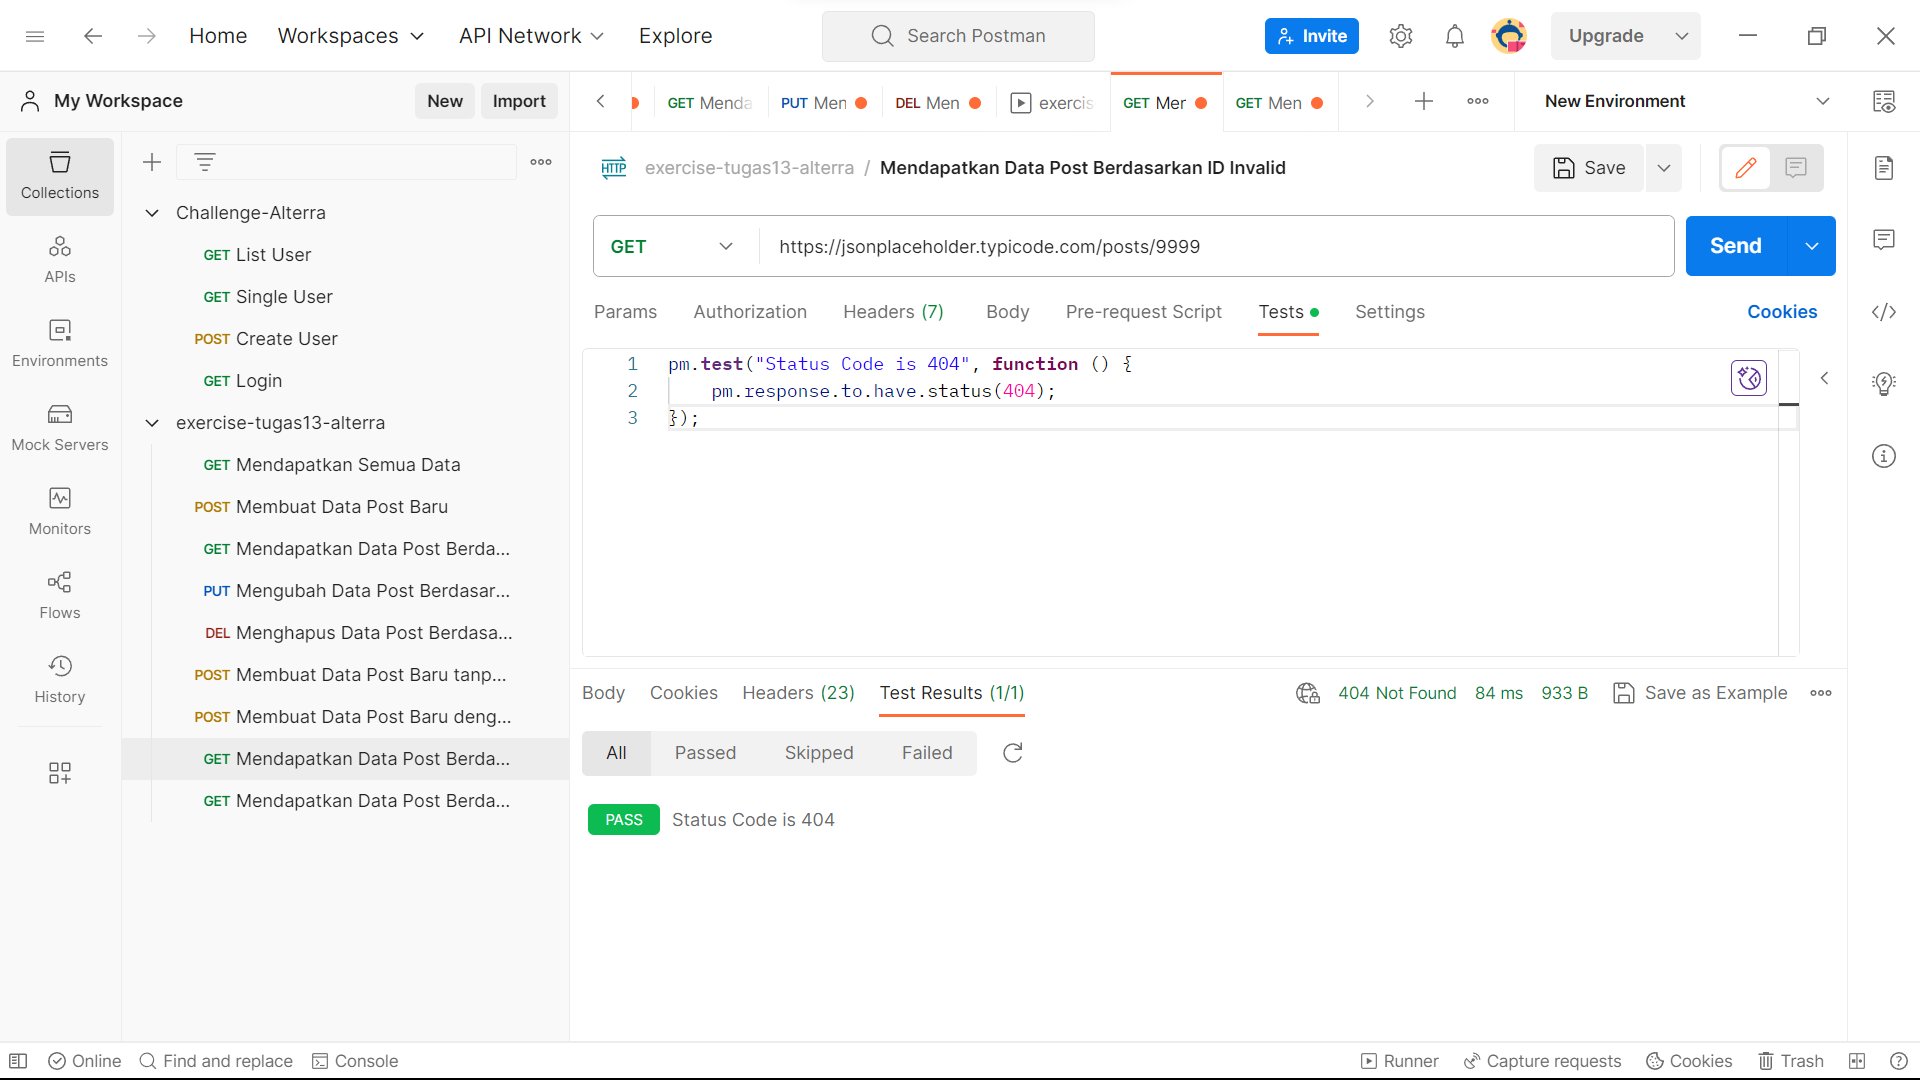 Home
Workspaces
API Network
Explore
Search Postman
Invite
Upgrade
My Workspace
New
Import
GET Menda
PUT Men
DEL Men
exercis
GET Mer
GET Men
New Environment
Collections
APIs
Environments
Mock Servers
Monitors
Flows
History
Challenge-Alterra
GET List User
GET Single User
POST Create User
GET Login
exercise-tugas13-alterra
GET Mendapatkan Semua Data
POST Membuat Data Post Baru
GET Mendapatkan Data Post Berda...
PUT Mengubah Data Post Berdasar...
DEL Menghapus Data Post Berdasa...
POST Membuat Data Post Baru tanp...
POST Membuat Data Post Baru deng...
GET Mendapatkan Data Post Berda...
GET Mendapatkan Data Post Berda...
HTTP exercise-tugas13-alterra / Mendapatkan Data Post Berdasarkan ID Invalid
Save
GET
https://jsonplaceholder.typicode.com/posts/9999
Send
Params
Authorization
Headers (7)
Body
Pre-request Script
Tests
Settings
Cookies
1 pm.test("Status Code is 404", function () {
2 pm.response.to.have.status(404);
3 });
Body
Cookies
Headers (23)
Test Results (1/1)
404 Not Found
84 ms
933 B
Save as Example
All
Passed
Skipped
Failed
PASS Status Code is 404
Online
Find and replace
Console
Runner
Capture requests
Cookies
Trash